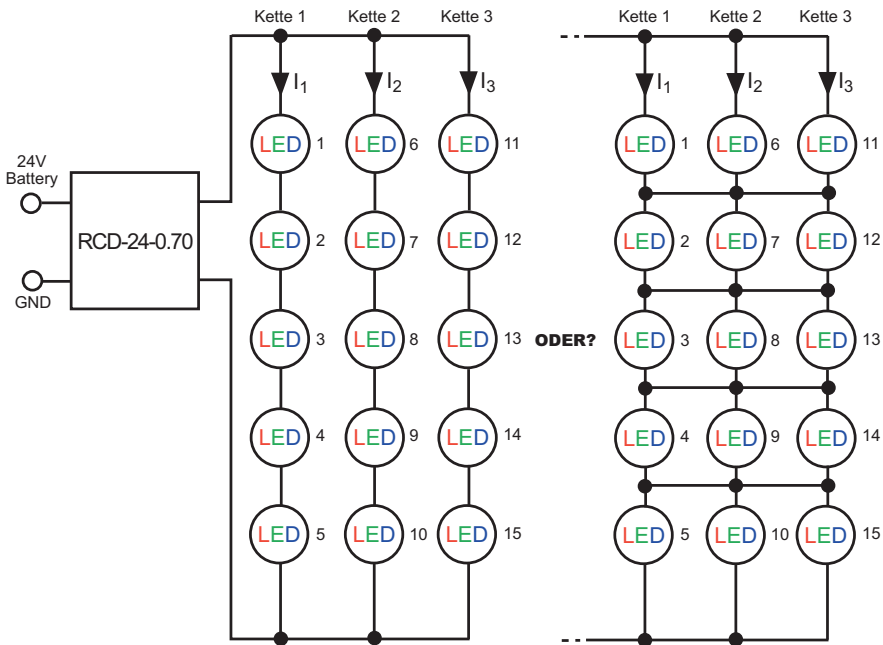 Kette 1 Kette 2 Kette 3 Kette 1 Kette 2 Kette 3
I1 I2 I3 I1 I2 I3
LED 1 LED 6 LED 11 LED 1 LED 6 LED 11
24V
Battery
RCD-24-0.70
LED 2 LED 7 LED 12 LED 2 LED 7 LED 12
GND
LED 3 LED 8 LED 13 ODER? LED 3 LED 8 LED 13
LED 4 LED 9 LED 14 LED 4 LED 9 LED 14
LED 5 LED 10 LED 15 LED 5 LED 10 LED 15